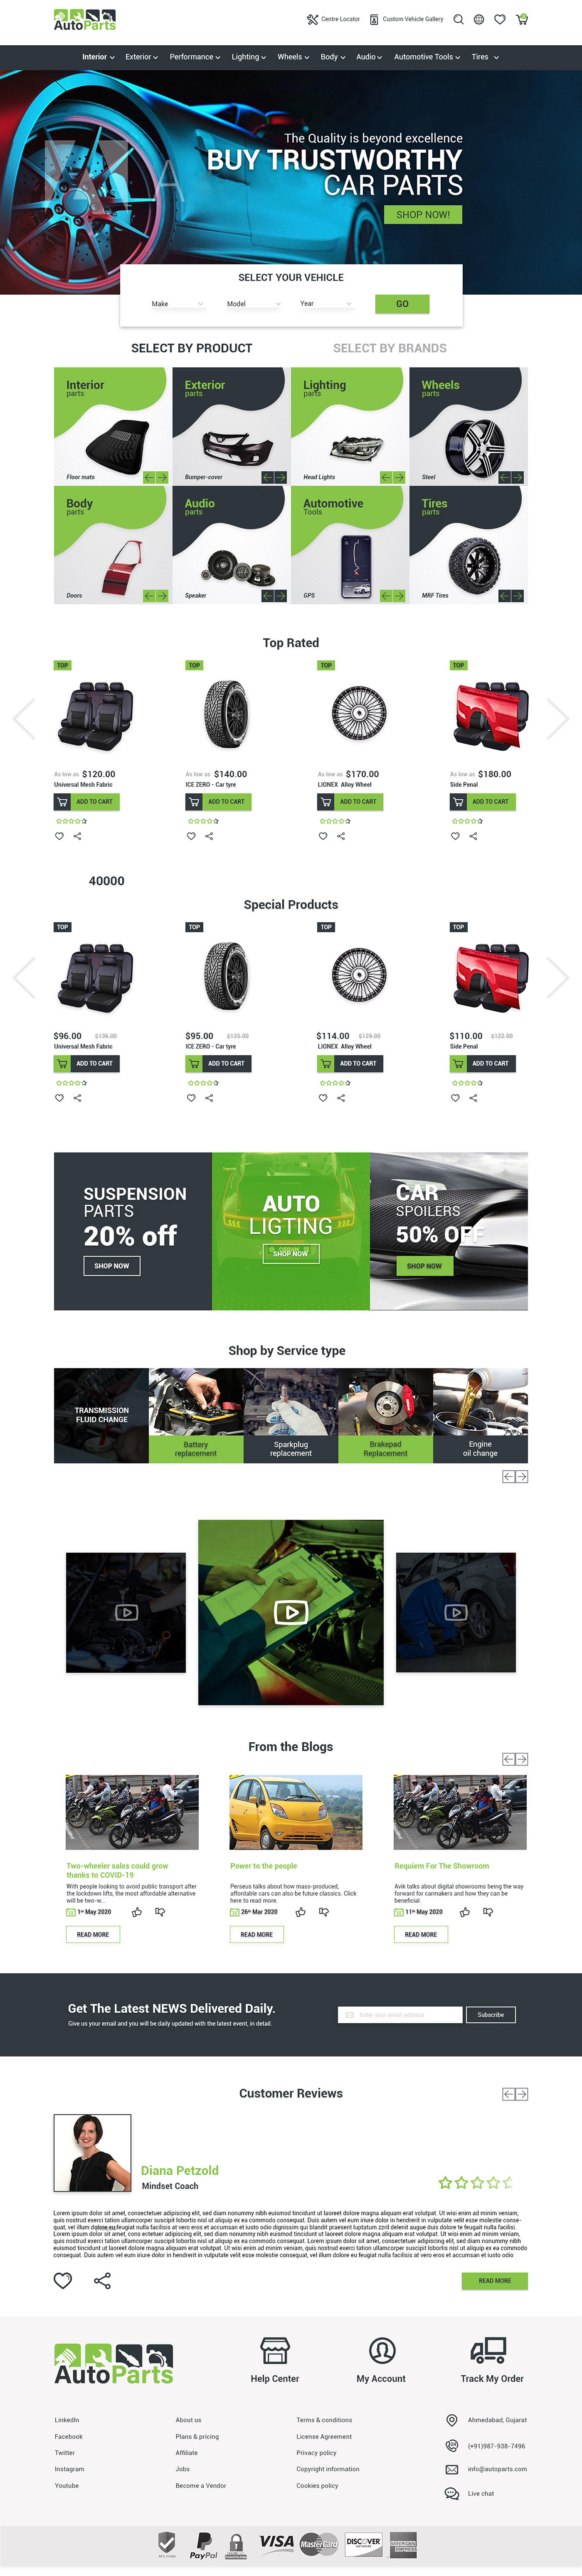 AutoParts
Centre Locator
Custom Vehicle Gallery
Interior Exterior Performance Lighting Wheels Body Audio Automotive Tools Tires
The Quality is beyond excellence
BUY TRUSTWORTHY
CAR PARTS
SHOP NOW!
SELECT YOUR VEHICLE
Make Model Year GO
SELECT BY PRODUCT SELECT BY BRANDS
Interior
parts
Floor mats
Exterior
parts
Bumper-cover
Lighting
parts
Head Lights
Wheels
parts
Steel
Body
parts
Doors
Audio
parts
Speaker
Automotive
Tools
GPS
Tires
parts
MRF Tires
Top Rated
TOP TOP TOP TOP
As low as $120.00
Universal Mesh Fabric
ADD TO CART
As low as $140.00
ICE ZERO - Car tyre
ADD TO CART
As low as $170.00
LIONEX Alloy Wheel
ADD TO CART
As low as $180.00
Side Penal
ADD TO CART
40000
Special Products
TOP TOP TOP TOP
$96.00 $136.00
Universal Mesh Fabric
ADD TO CART
$95.00 $125.00
ICE ZERO - Car tyre
ADD TO CART
$114.00 $129.00
LIONEX Alloy Wheel
ADD TO CART
$110.00 $122.00
Side Penal
ADD TO CART
SUSPENSION
PARTS
20% off
SHOP NOW
AUTO
LIGTING
SHOP NOW
CAR
SPOILERS
50% OFF
SHOP NOW
Shop by Service type
TRANSMISSION
FLUID CHANGE
Battery
replacement
Sparkplug
replacement
Brakepad
Replacement
Engine
oil change
From the Blogs
Two-wheeler sales could grow
thanks to COVID-19
With people looking to avoid public transport after
the lockdown lifts, the most affordable alternative
will be two-w...
1st May 2020
READ MORE
Power to the people
Perseus talks about how mass-produced,
affordable cars can also be future classics. Click
here to read more.
26th Mar 2020
READ MORE
Requiem For The Showroom
Avik talks about digital showrooms being the way
forward for carmakers and how they can be
beneficial.
11th May 2020
READ MORE
Get The Latest NEWS Delivered Daily.
Give us your email and you will be daily updated with the latest event, in detail.
Enter your email address
Subscribe
Customer Reviews
Diana Petzold
Mindset Coach
Lorem ipsum dolor sit amet, consectetuer adipiscing elit, sed diam nonummy nibh euismod tincidunt ut laoreet dolore magna aliquam erat volutpat. Ut wisi enim ad minim veniam,
quis nostrud exerci tation ullamcorper suscipit lobortis nisl ut aliquip ex ea commodo consequat. Duis autem vel eum iriure dolor in hendrerit in vulputate velit esse molestie conse-
quat, vel illum dolore eu feugiat nulla facilisis at vero eros et accumsan et iusto odio dignissim qui blandit praesent luptatum zzril delenit augue duis dolore te feugait nulla facilisi.
Lorem ipsum dolor sit amet, cons ectetuer adipiscing elit, sed diam nonummy nibh euismod tincidunt ut laoreet dolore magna aliquam erat volutpat. Ut wisi enim ad minim veniam,
quis nostrud exerci tation ullamcorper suscipit lobortis nisl ut aliquip ex ea commodo consequat. Lorem ipsum dolor sit amet, consectetuer adipiscing elit, sed diam nonummy nibh
euismod tincidunt ut laoreet dolore magna aliquam erat volutpat. Ut wisi enim ad minim veniam, quis nostrud exerci tation ullamcorper suscipit lobortis nisl ut aliquip ex ea commodo
consequat. Duis autem vel eum iriure dolor in hendrerit in vulputate velit esse molestie consequat, vel illum dolore eu feugiat nulla facilisis at vero eros et accumsan et iusto odio
READ MORE
AutoParts
Help Center
My Account
Track My Order
LinkedIn
Facebook
Twitter
Instagram
Youtube
About us
Plans & pricing
Affiliate
Jobs
Become a Vendor
Terms & conditions
License Agreement
Privacy policy
Copyright information
Cookies policy
Ahmedabad, Gujarat
(+91)987-938-7496
info@autoparts.com
Live chat
PayPal
VISA
MasterCard
DISCOVER
AMERICAN
EXPRESS